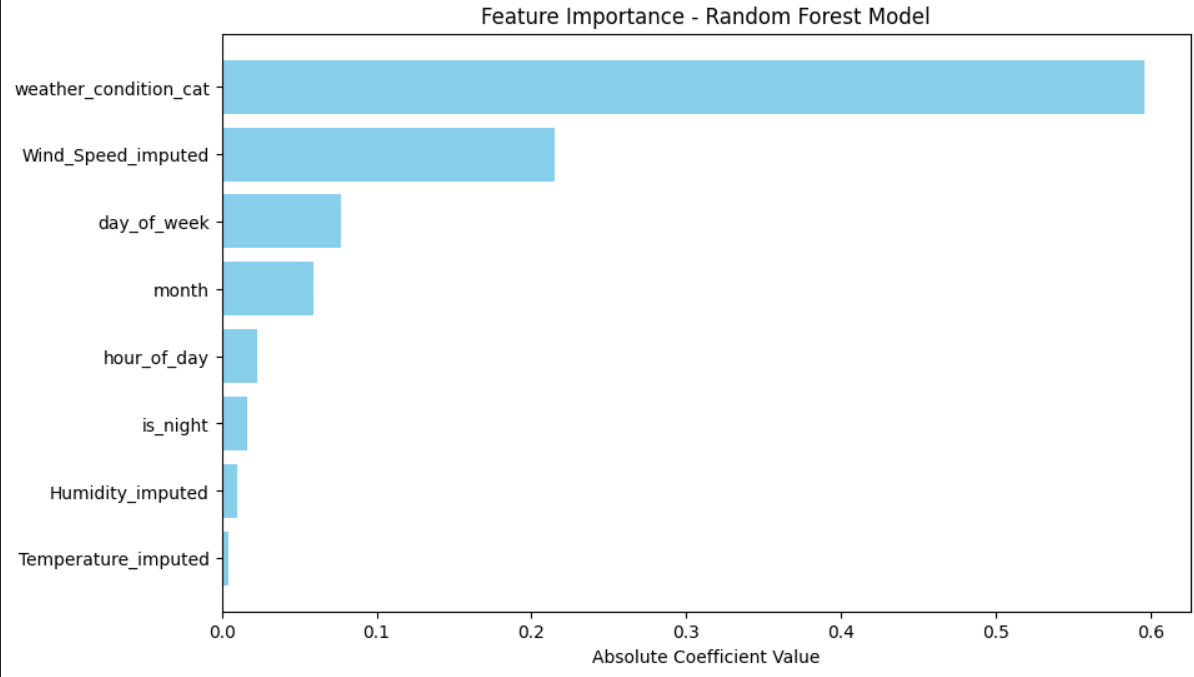 Feature Importance - Random Forest Model
weather_condition_cat
Wind_Speed_imputed
day_of_week
month
hour_of_day
is_night
Humidity_imputed
Temperature_imputed
0.0 0.1 0.2 0.3 0.4 0.5 0.6
Absolute Coefficient Value